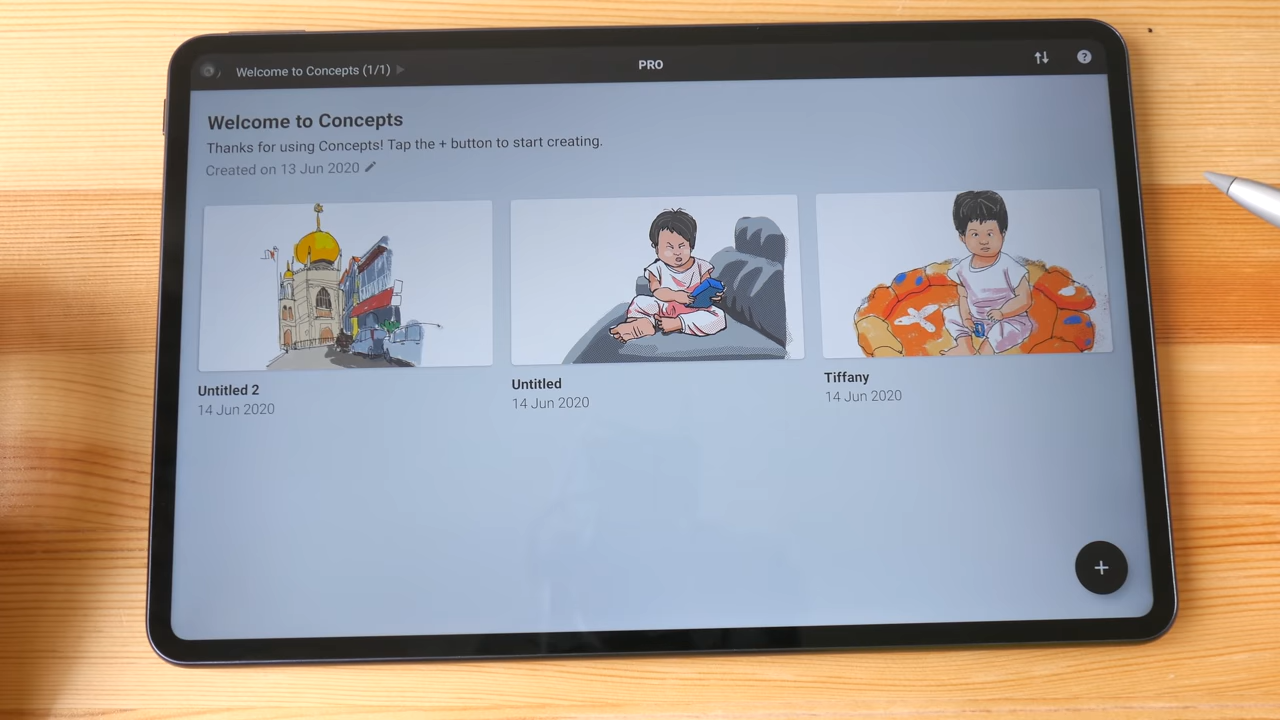 Welcome to Concepts (1/1)
PRO
?
Welcome to Concepts
Thanks for using Concepts! Tap the + button to start creating.
Created on 13 Jun 2020
Untitled 2
14 Jun 2020
Untitled
14 Jun 2020
Tiffany
14 Jun 2020
+